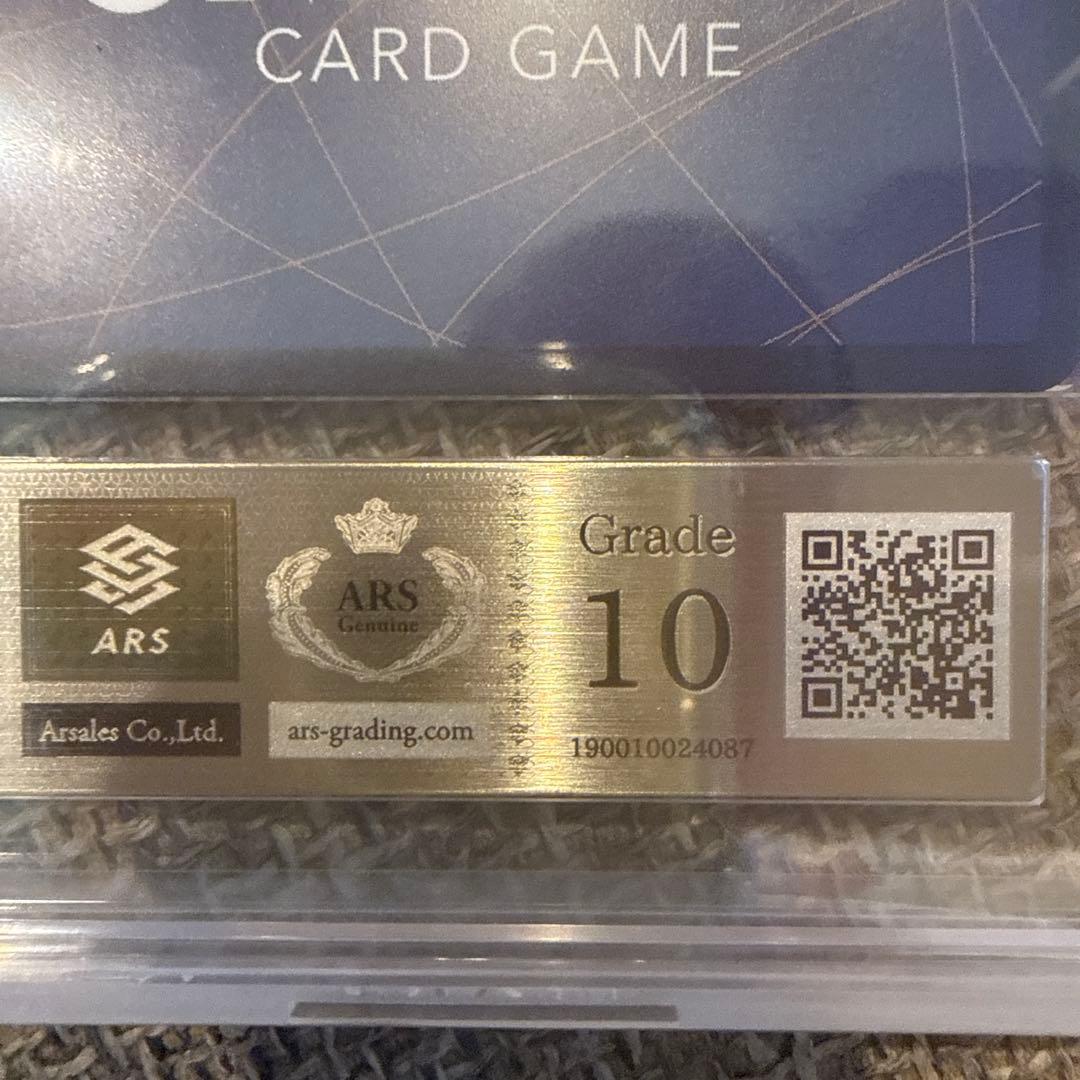 CARD GAME
ARS
Arsales Co.,Ltd.
ARS
Genuine
ars-grading.com
Grade
10
190010024087